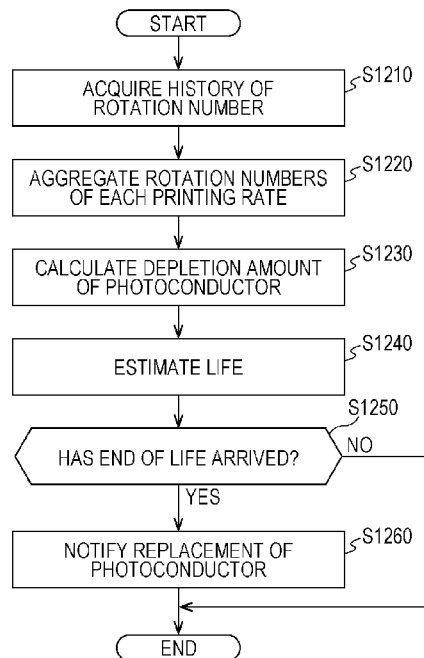 START
ACQUIRE HISTORY OF
ROTATION NUMBER
S1210
AGGREGATE ROTATION NUMBERS
OF EACH PRINTING RATE
S1220
CALCULATE DEPLETION AMOUNT
OF PHOTOCONDUCTOR
S1230
ESTIMATE LIFE
S1240
HAS END OF LIFE ARRIVED?
S1250
NO
YES
NOTIFY REPLACEMENT OF
PHOTOCONDUCTOR
S1260
END